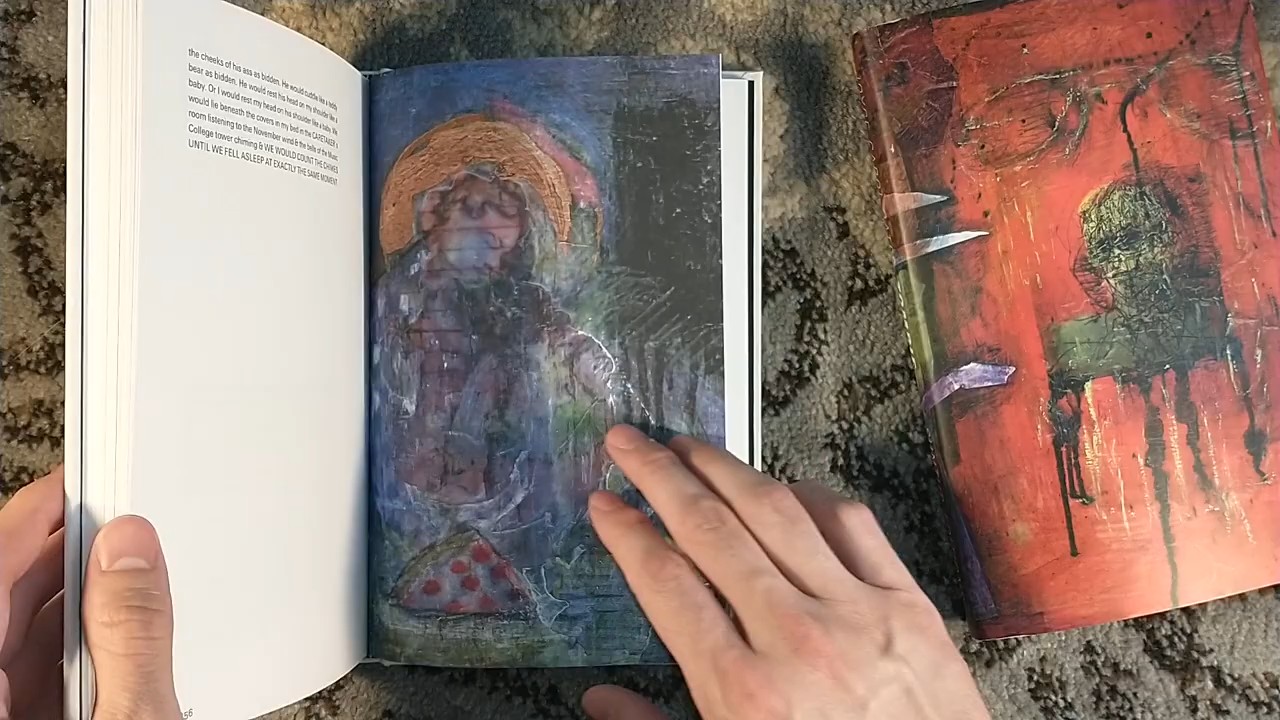 the cheeks of his ass as bidden. He would cuddle like a teddy
bear as bidden. He would rest his head on my shoulder like a
baby. Or I would rest my head on his shoulder like a baby. We
would lie beneath the covers in my bed in the CARETAKER'S
room listening to the November wind & the bells of the Music
College tower chiming & WE WOULD COUNT THE CHIMES
UNTIL WE FELL ASLEEP AT EXACTLY THE SAME MOMENT
56